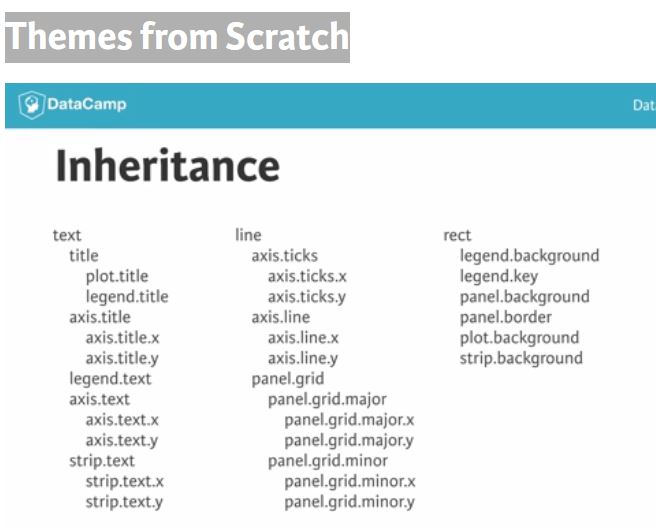 Themes from Scratch
DataCamp
Dat
Inheritance
text
title
plot.title
legend.title
axis.title
axis.title.x
axis.title.y
legend.text
axis.text
axis.text.x
axis.text.y
strip.text
strip.text.x
strip.text.y
line
axis.ticks
axis.ticks.x
axis.ticks.y
axis.line
axis.line.x
axis.line.y
panel.grid
panel.grid.major
panel.grid.major.x
panel.grid.major.y
panel.grid.minor
panel.grid.minor.x
panel.grid.minor.y
rect
legend.background
legend.key
panel.background
panel.border
plot.background
strip.background